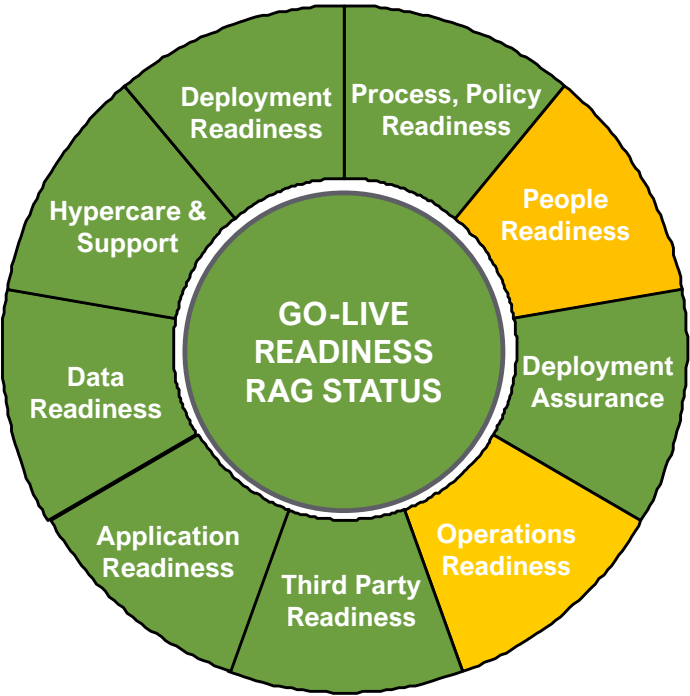 Deployment
Readiness
Process, Policy
Readiness
People
Readiness
Deployment
Assurance
Operations
Readiness
Third Party
Readiness
Application
Readiness
Data
Readiness
Hypercare &
Support
GO-LIVE
READINESS
RAG STATUS